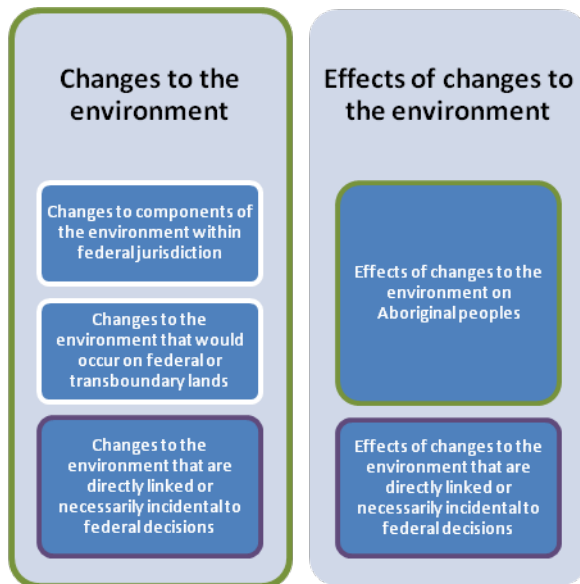 Changes to the
environment
Changes to components of
the environment within
federal jurisdiction
Changes to the
environment that would
occur on federal or
transboundary lands
Changes to the
environment that are
directly linked or
necessarily incidental to
federal decisions
Effects of changes to
the environment
Effects of changes to the
environment on
Aboriginal peoples
Effects of changes to the
environment that are
directly linked or
necessarily incidental to
federal decisions